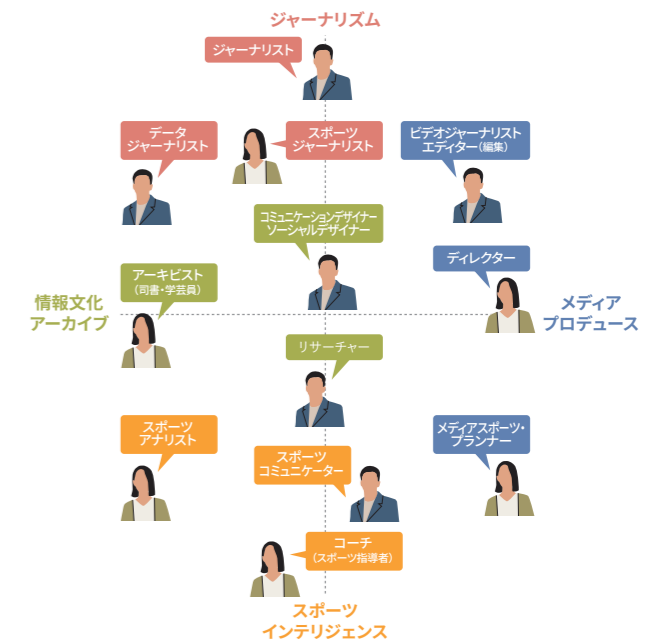 ジャーナリズム
ジャーナリスト
データ
ジャーナリスト
スポーツ
ジャーナリスト
ビデオジャーナリスト
エディター(編集)
コミュニケーションデザイナー
ソーシャルデザイナー
ディレクター
アーキビスト
(司書・学芸員)
情報文化
アーカイブ
メディア
プロデュース
リサーチャー
スポーツ
アナリスト
メディアスポーツ・
プランナー
スポーツ
コミュニケーター
コーチ
(スポーツ指導者)
スポーツ
インテリジェンス